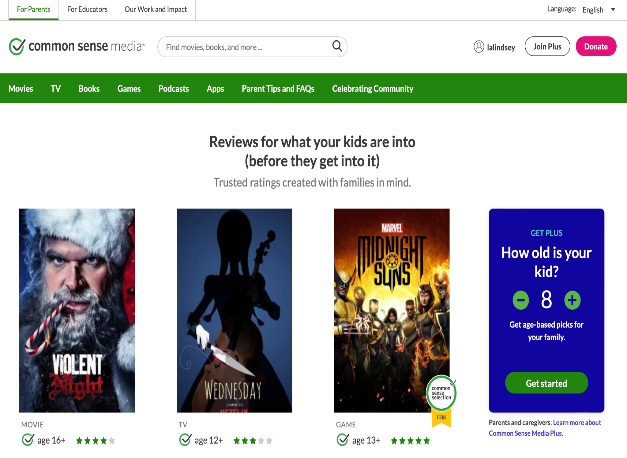 For Parents For Educators Our Work and Impact Language: English
common sense media® Find movies, books, and more ... lalindsey Join Plus Donate
Movies TV Books Games Podcasts Apps Parent Tips and FAQs Celebrating Community
Reviews for what your kids are into
(before they get into it)
Trusted ratings created with families in mind.
VIOLENT
Night
MOVIE
age 16+
WEDNESDAY
NETFLIX
TV
age 12+
MARVEL
MIDNIGHT
SUNS
common
sense
selection
GAME
age 13+
GET PLUS
How old is your
kid?
8
Get age-based picks for
your family.
Get started
Parents and caregivers: Learn more about
Common Sense Media Plus.